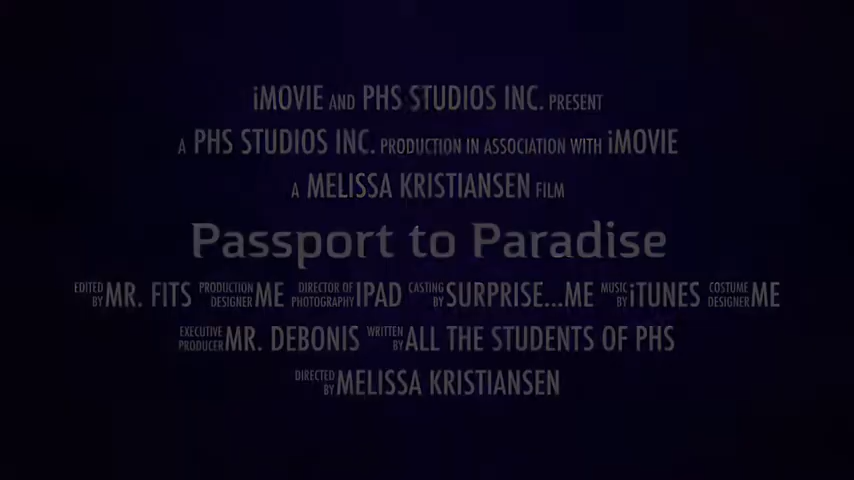 iMOVIE AND PHS STUDIOS INC. PRESENT
A PHS STUDIOS INC. PRODUCTION IN ASSOCIATION WITH iMOVIE
A MELISSA KRISTIANSEN FILM
Passport to Paradise
EDITED BY MR. FITS PRODUCTION DESIGNER ME DIRECTOR OF PHOTOGRAPHY IPAD CASTING BY SURPRISE...ME MUSIC BY iTUNES COSTUME DESIGNER ME
EXECUTIVE PRODUCER MR. DEBONIS WRITTEN BY ALL THE STUDENTS OF PHS
DIRECTED BY MELISSA KRISTIANSEN